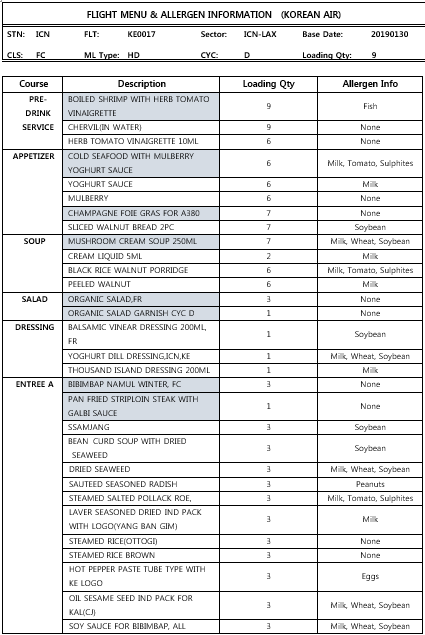 FLIGHT MENU & ALLERGEN INFORMATION (KOREAN AIR)
STN: ICN FLT: KE0017 Sector: ICN-LAX Base Date: 20190130
CLS: FC ML Type: HD CYC: D Loading Qty: 9
Course Description Loading Qty Allergen Info
PRE-DRINK SERVICE BOILED SHRIMP WITH HERB TOMATO
VINAIGRETTE 9 Fish
CHERVIL(IN WATER) 9 None
HERB TOMATO VINAIGRETTE 10ML 6 None
APPETIZER COLD SEAFOOD WITH MULBERRY
YOGHURT SAUCE 6 Milk, Tomato, Sulphites
YOGHURT SAUCE 6 Milk
MULBERRY 6 None
CHAMPAGNE FOIE GRAS FOR A380 7 None
SLICED WALNUT BREAD 2PC 7 Soybean
SOUP MUSHROOM CREAM SOUP 250ML 7 Milk, Wheat, Soybean
CREAM LIQUID 5ML 2 Milk
BLACK RICE WALNUT PORRIDGE 6 Milk, Tomato, Sulphites
PEELED WALNUT 6 Milk
SALAD ORGANIC SALAD,FR 3 None
ORGANIC SALAD GARNISH CYC D 1 None
DRESSING BALSAMIC VINEAR DRESSING 200ML,
FR 1 Soybean
YOGHURT DILL DRESSING,ICN,KE 1 Milk, Wheat, Soybean
THOUSAND ISLAND DRESSING 200ML 1 Milk
ENTREE A BIBIMBAP NAMUL WINTER, FC 3 None
PAN FRIED STRIPLOIN STEAK WITH
GALBI SAUCE 1 None
SSAMJANG 3 Soybean
BEAN CURD SOUP WITH DRIED
SEAWEED 3 Soybean
DRIED SEAWEED 3 Milk, Wheat, Soybean
SAUTEED SEASONED RADISH 3 Peanuts
STEAMED SALTED POLLACK ROE, 3 Milk, Tomato, Sulphites
LAVER SEASONED DRIED IND PACK
WITH LOGO(YANG BAN GIM) 3 Milk
STEAMED RICE(OTTOGI) 3 None
STEAMED RICE BROWN 3 None
HOT PEPPER PASTE TUBE TYPE WITH
KE LOGO 3 Eggs
OIL SESAME SEED IND PACK FOR
KAL(CJ) 3 Milk, Wheat, Soybean
SOY SAUCE FOR BIBIMBAP, ALL 3 Milk, Wheat, Soybean